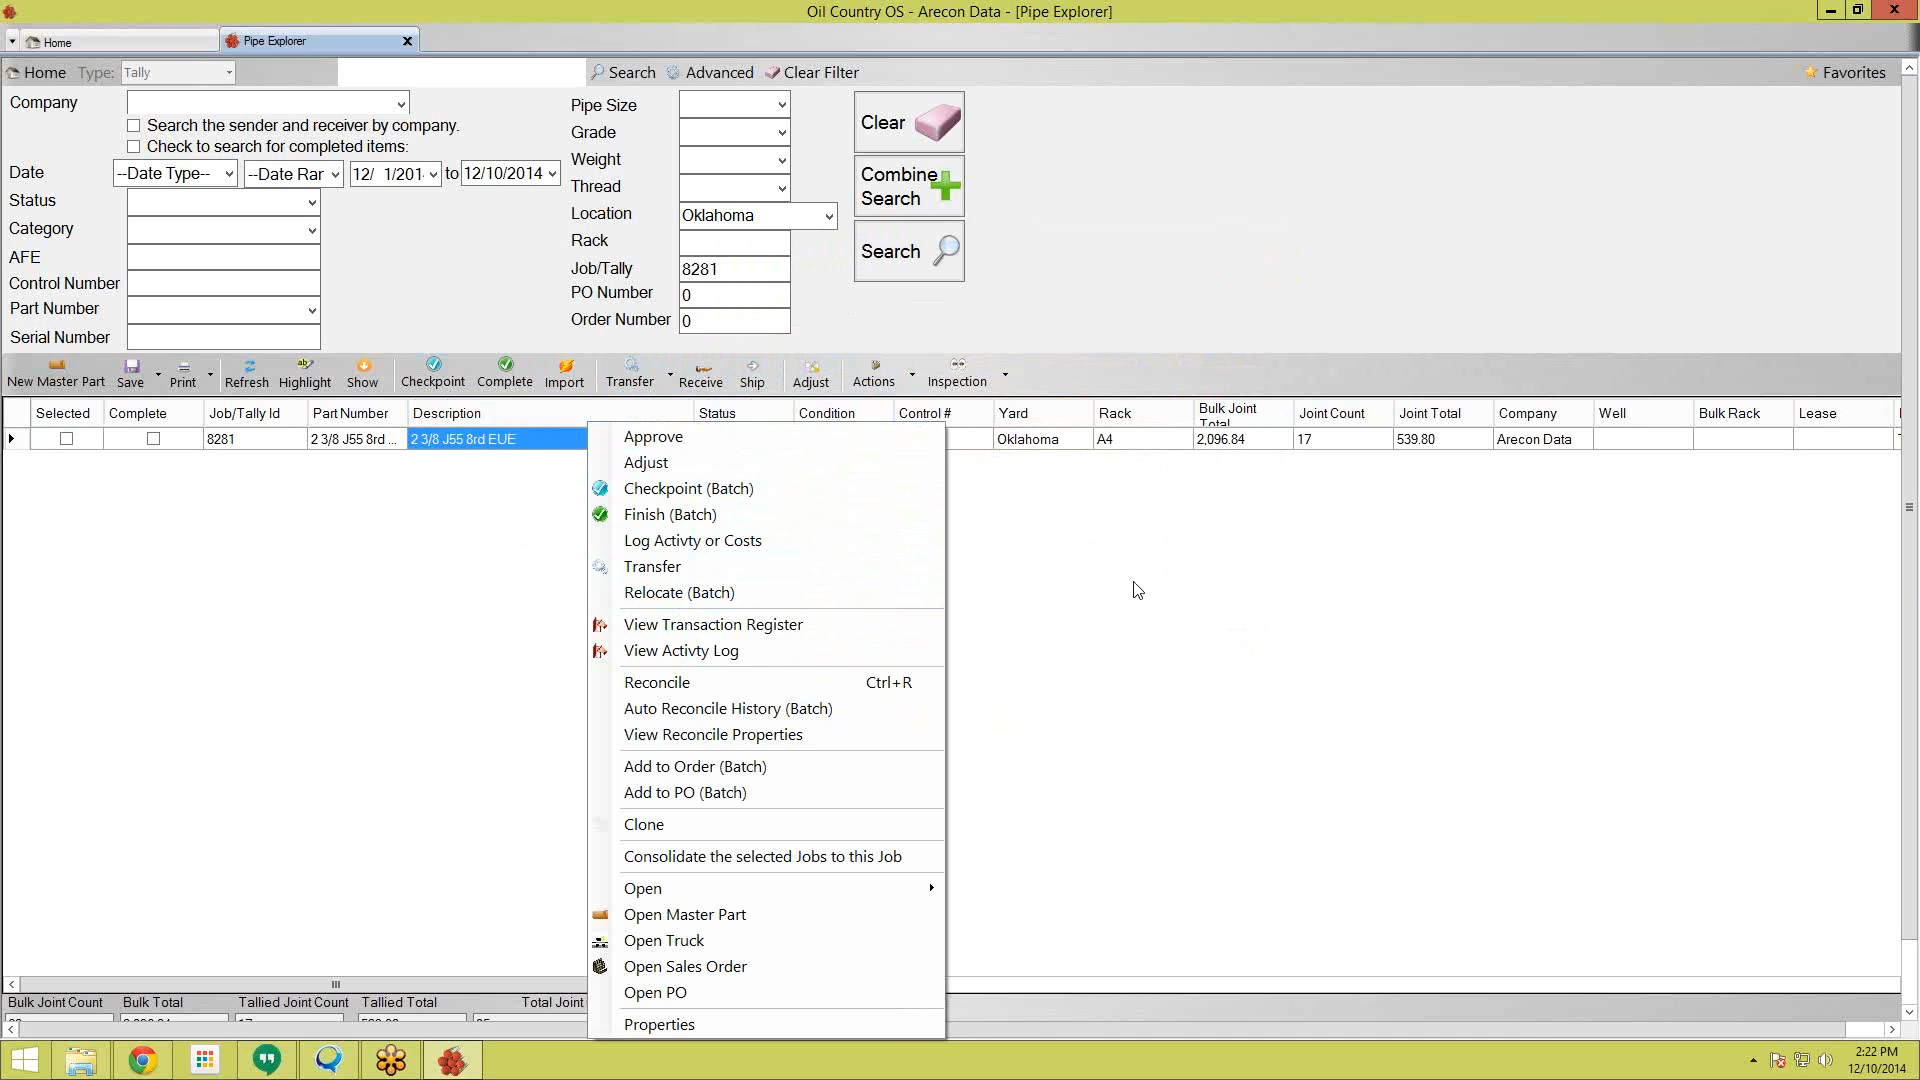 Oil Country OS - Arecon Data - [Pipe Explorer]
Home
Pipe Explorer
Home Type: Tally Search Advanced Clear Filter Favorites
Company
Search the sender and receiver by company.
Check to search for completed items:
Date --Date Type-- --Date Rar 12/ 1/201 to 12/10/2014
Status
Category
AFE
Control Number
Part Number
Serial Number
Pipe Size
Grade
Weight
Thread
Location Oklahoma
Rack
Job/Tally 8281
PO Number 0
Order Number 0
Clear
Combine
Search
Search
New Master Part Save Print Refresh Highlight Show Checkpoint Complete Import Transfer Receive Ship Adjust Actions Inspection
Selected Complete Job/Tally Id Part Number Description Status Condition Control # Yard Rack Bulk Joint Total Joint Count Joint Total Company Well Bulk Rack Lease
8281 2 3/8 J55 8rd ... 2 3/8 J55 8rd EUE Oklahoma A4 2,096.84 17 539.80 Arecon Data
Approve
Adjust
Checkpoint (Batch)
Finish (Batch)
Log Activty or Costs
Transfer
Relocate (Batch)
View Transaction Register
View Activty Log
Reconcile Ctrl+R
Auto Reconcile History (Batch)
View Reconcile Properties
Add to Order (Batch)
Add to PO (Batch)
Clone
Consolidate the selected Jobs to this Job
Open
Open Master Part
Open Truck
Open Sales Order
Open PO
Properties
Bulk Joint Count Bulk Total Tallied Joint Count Tallied Total Total Joint
2:22 PM
12/10/2014